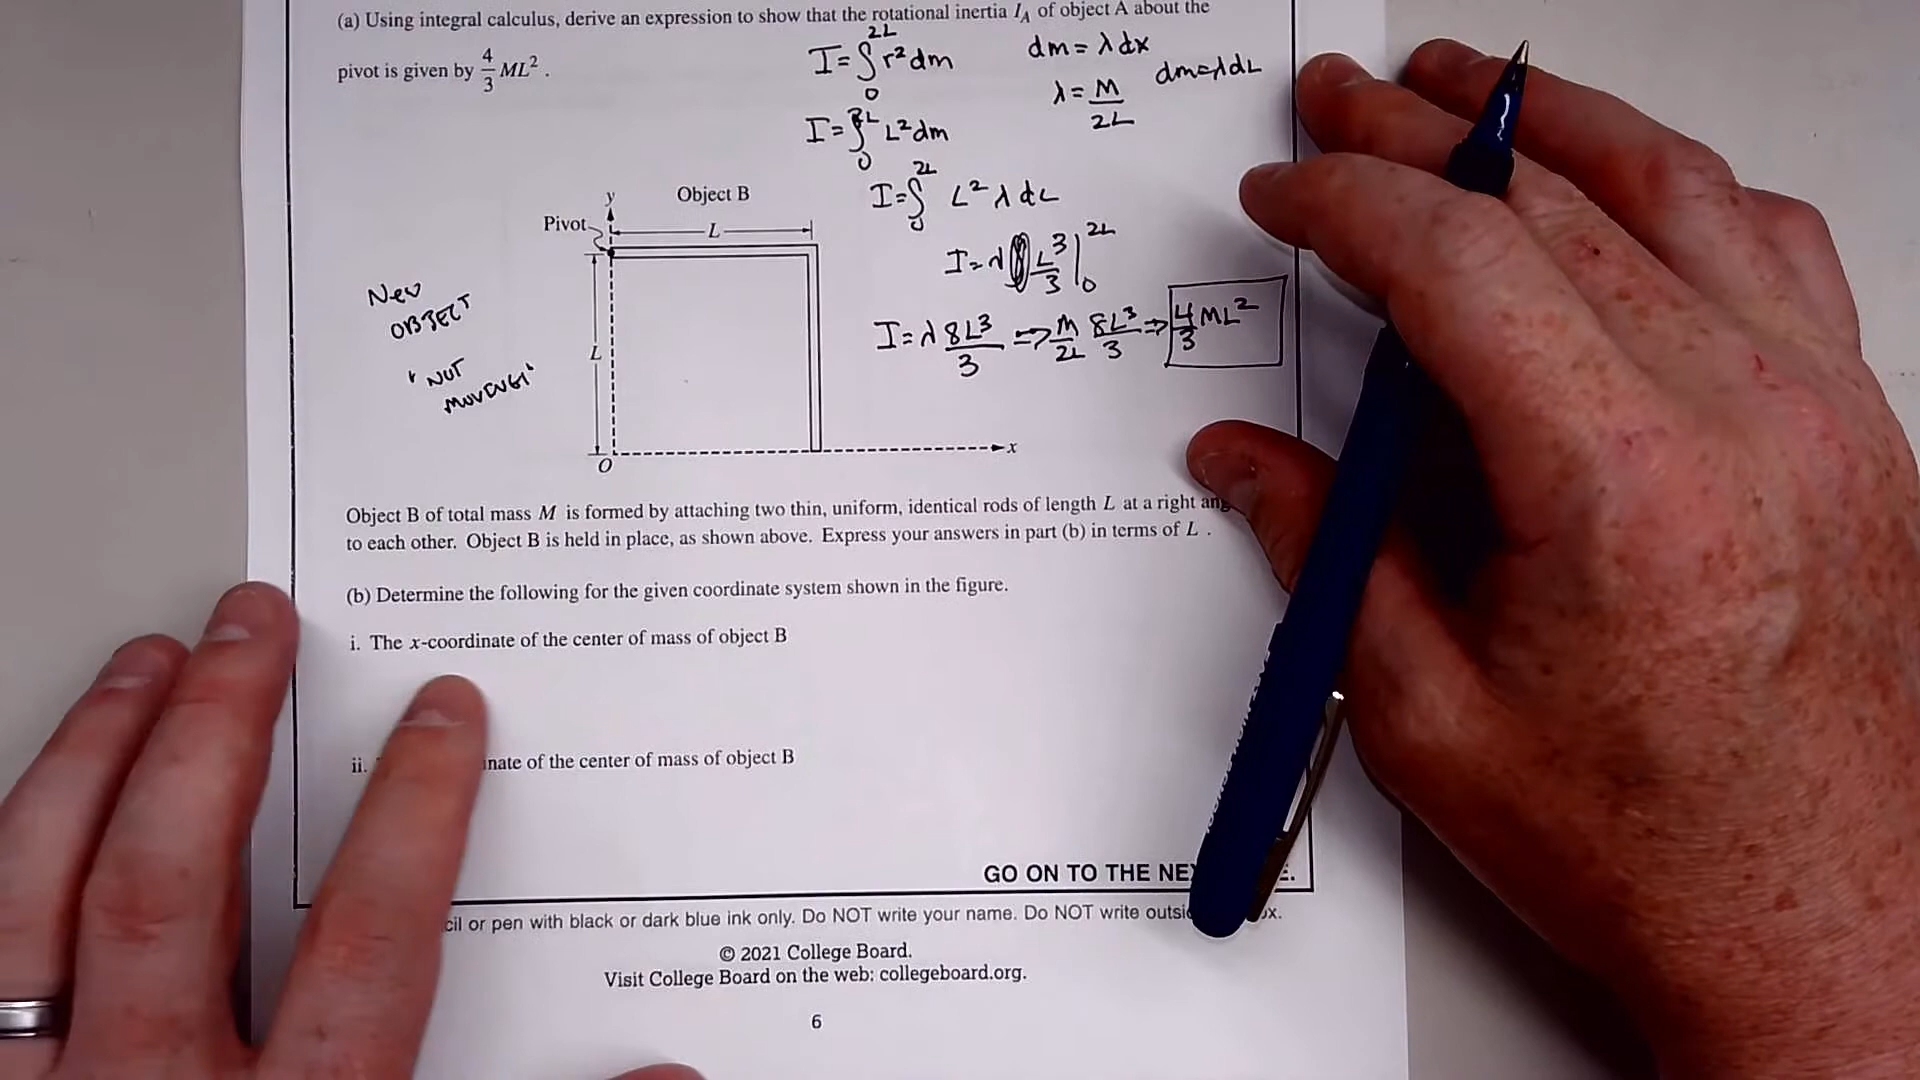 (a) Using integral calculus, derive an expression to show that the rotational inertia I_A of object A about the
pivot is given by 4/3 ML².
I = ∫₀^2L r²dm
dm = λdx
dm=λdL
λ = M/2L
I = ∫₀^2L L²dm
I = ∫₀^2L L² λ dL
I = λ L³/3 |₀^2L
I = λ 8L³/3 ⇒ M/2L 8L³/3 ⇒ 4/3 ML²
Object B
y
Pivot
L
New
OBJECT
L
"NOT
x
O
Object B of total mass M is formed by attaching two thin, uniform, identical rods of length L at a right ang
to each other. Object B is held in place, as shown above. Express your answers in part (b) in terms of L .
(b) Determine the following for the given coordinate system shown in the figure.
i. The x-coordinate of the center of mass of object B
ii. inate of the center of mass of object B
GO ON TO THE NE E.
cil or pen with black or dark blue ink only. Do NOT write your name. Do NOT write outsi ox.
© 2021 College Board.
Visit College Board on the web: collegeboard.org.
6